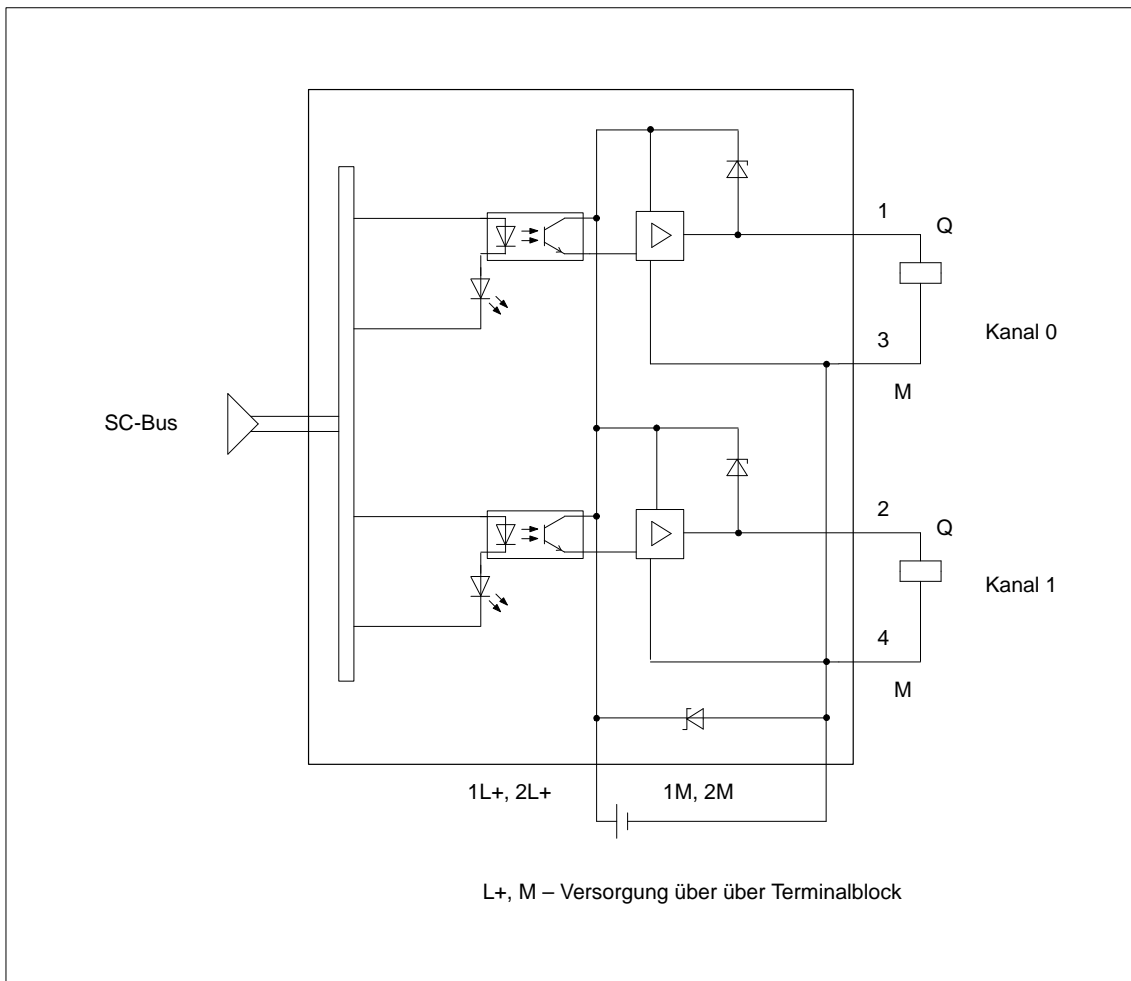 1
Q
Kanal 0
3
M
SC-Bus
2
Q
Kanal 1
4
M
1L+, 2L+
1M, 2M
L+, M – Versorgung über über Terminalblock